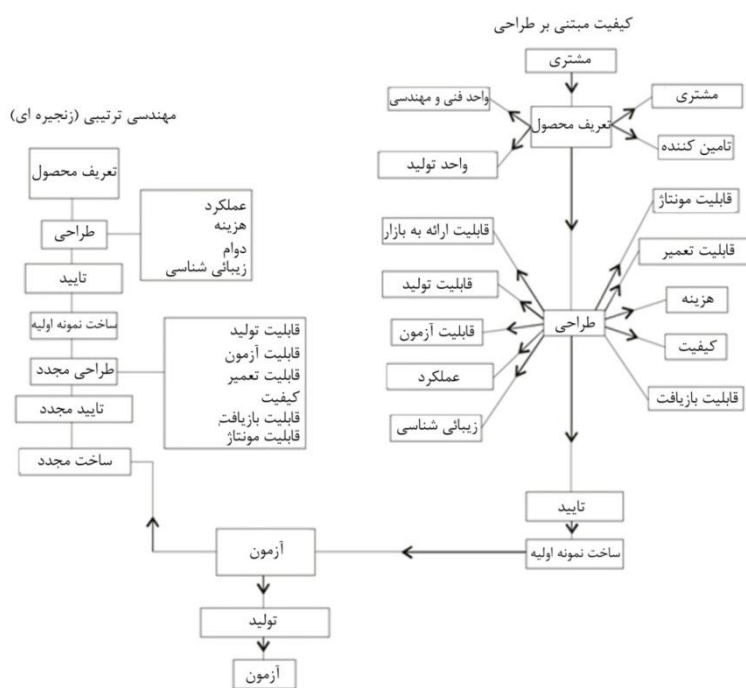 کیفیت مبتنی بر طراحی
مشتری
واحد فنی و مهندسی
مشتری
تعریف محصول
تامین کننده
واحد تولید
قابلیت مونتاژ
قابلیت ارائه به بازار
قابلیت تعمیر
قابلیت تولید
هزینه
طراحی
قابلیت آزمون
کیفیت
عملکرد
قابلیت بازیافت
زیبائی شناسی
تایید
ساخت نمونه اولیه
مهندسی ترتیبی (زنجیره ای)
تعریف محصول
طراحی
عملکرد
هزینه
دوام
زیبائی شناسی
تایید
ساخت نمونه اولیه
طراحی مجدد
قابلیت تولید
قابلیت آزمون
قابلیت تعمیر
کیفیت
قابلیت بازیافت
قابلیت مونتاژ
تایید مجدد
ساخت مجدد
آزمون
تولید
آزمون